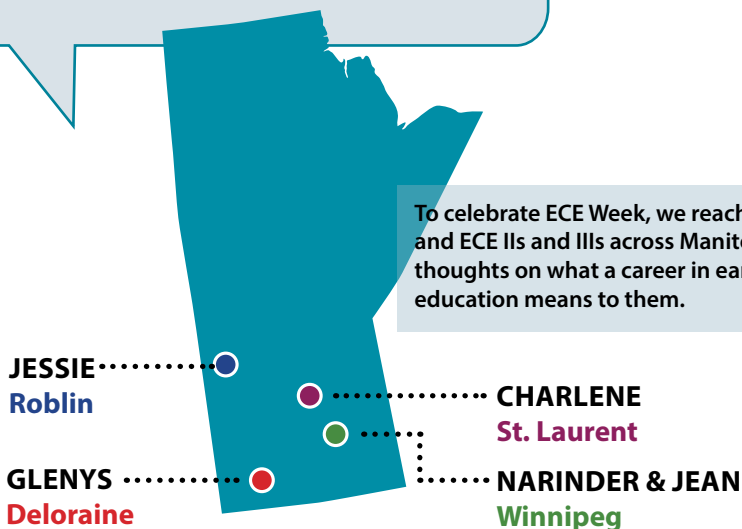 To celebrate ECE Week, we
and ECE IIs and IIIs across
thoughts on what a career in
education means to them.
JESSIE
Roblin
CHARLENE
St. Laurent
GLENYS
Deloraine
NARINDER & JEAN
Winnipeg